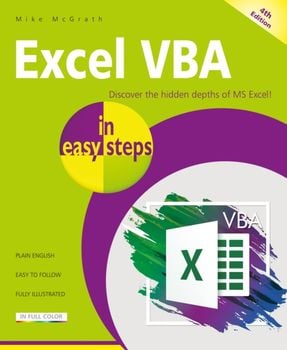 Mike McGrath
4th
Edition
Excel VBA
Discover the hidden depths of MS Excel!
in
easy steps
VBA
X
PLAIN ENGLISH
EASY TO FOLLOW
FULLY ILLUSTRATED
IN FULL COLOR